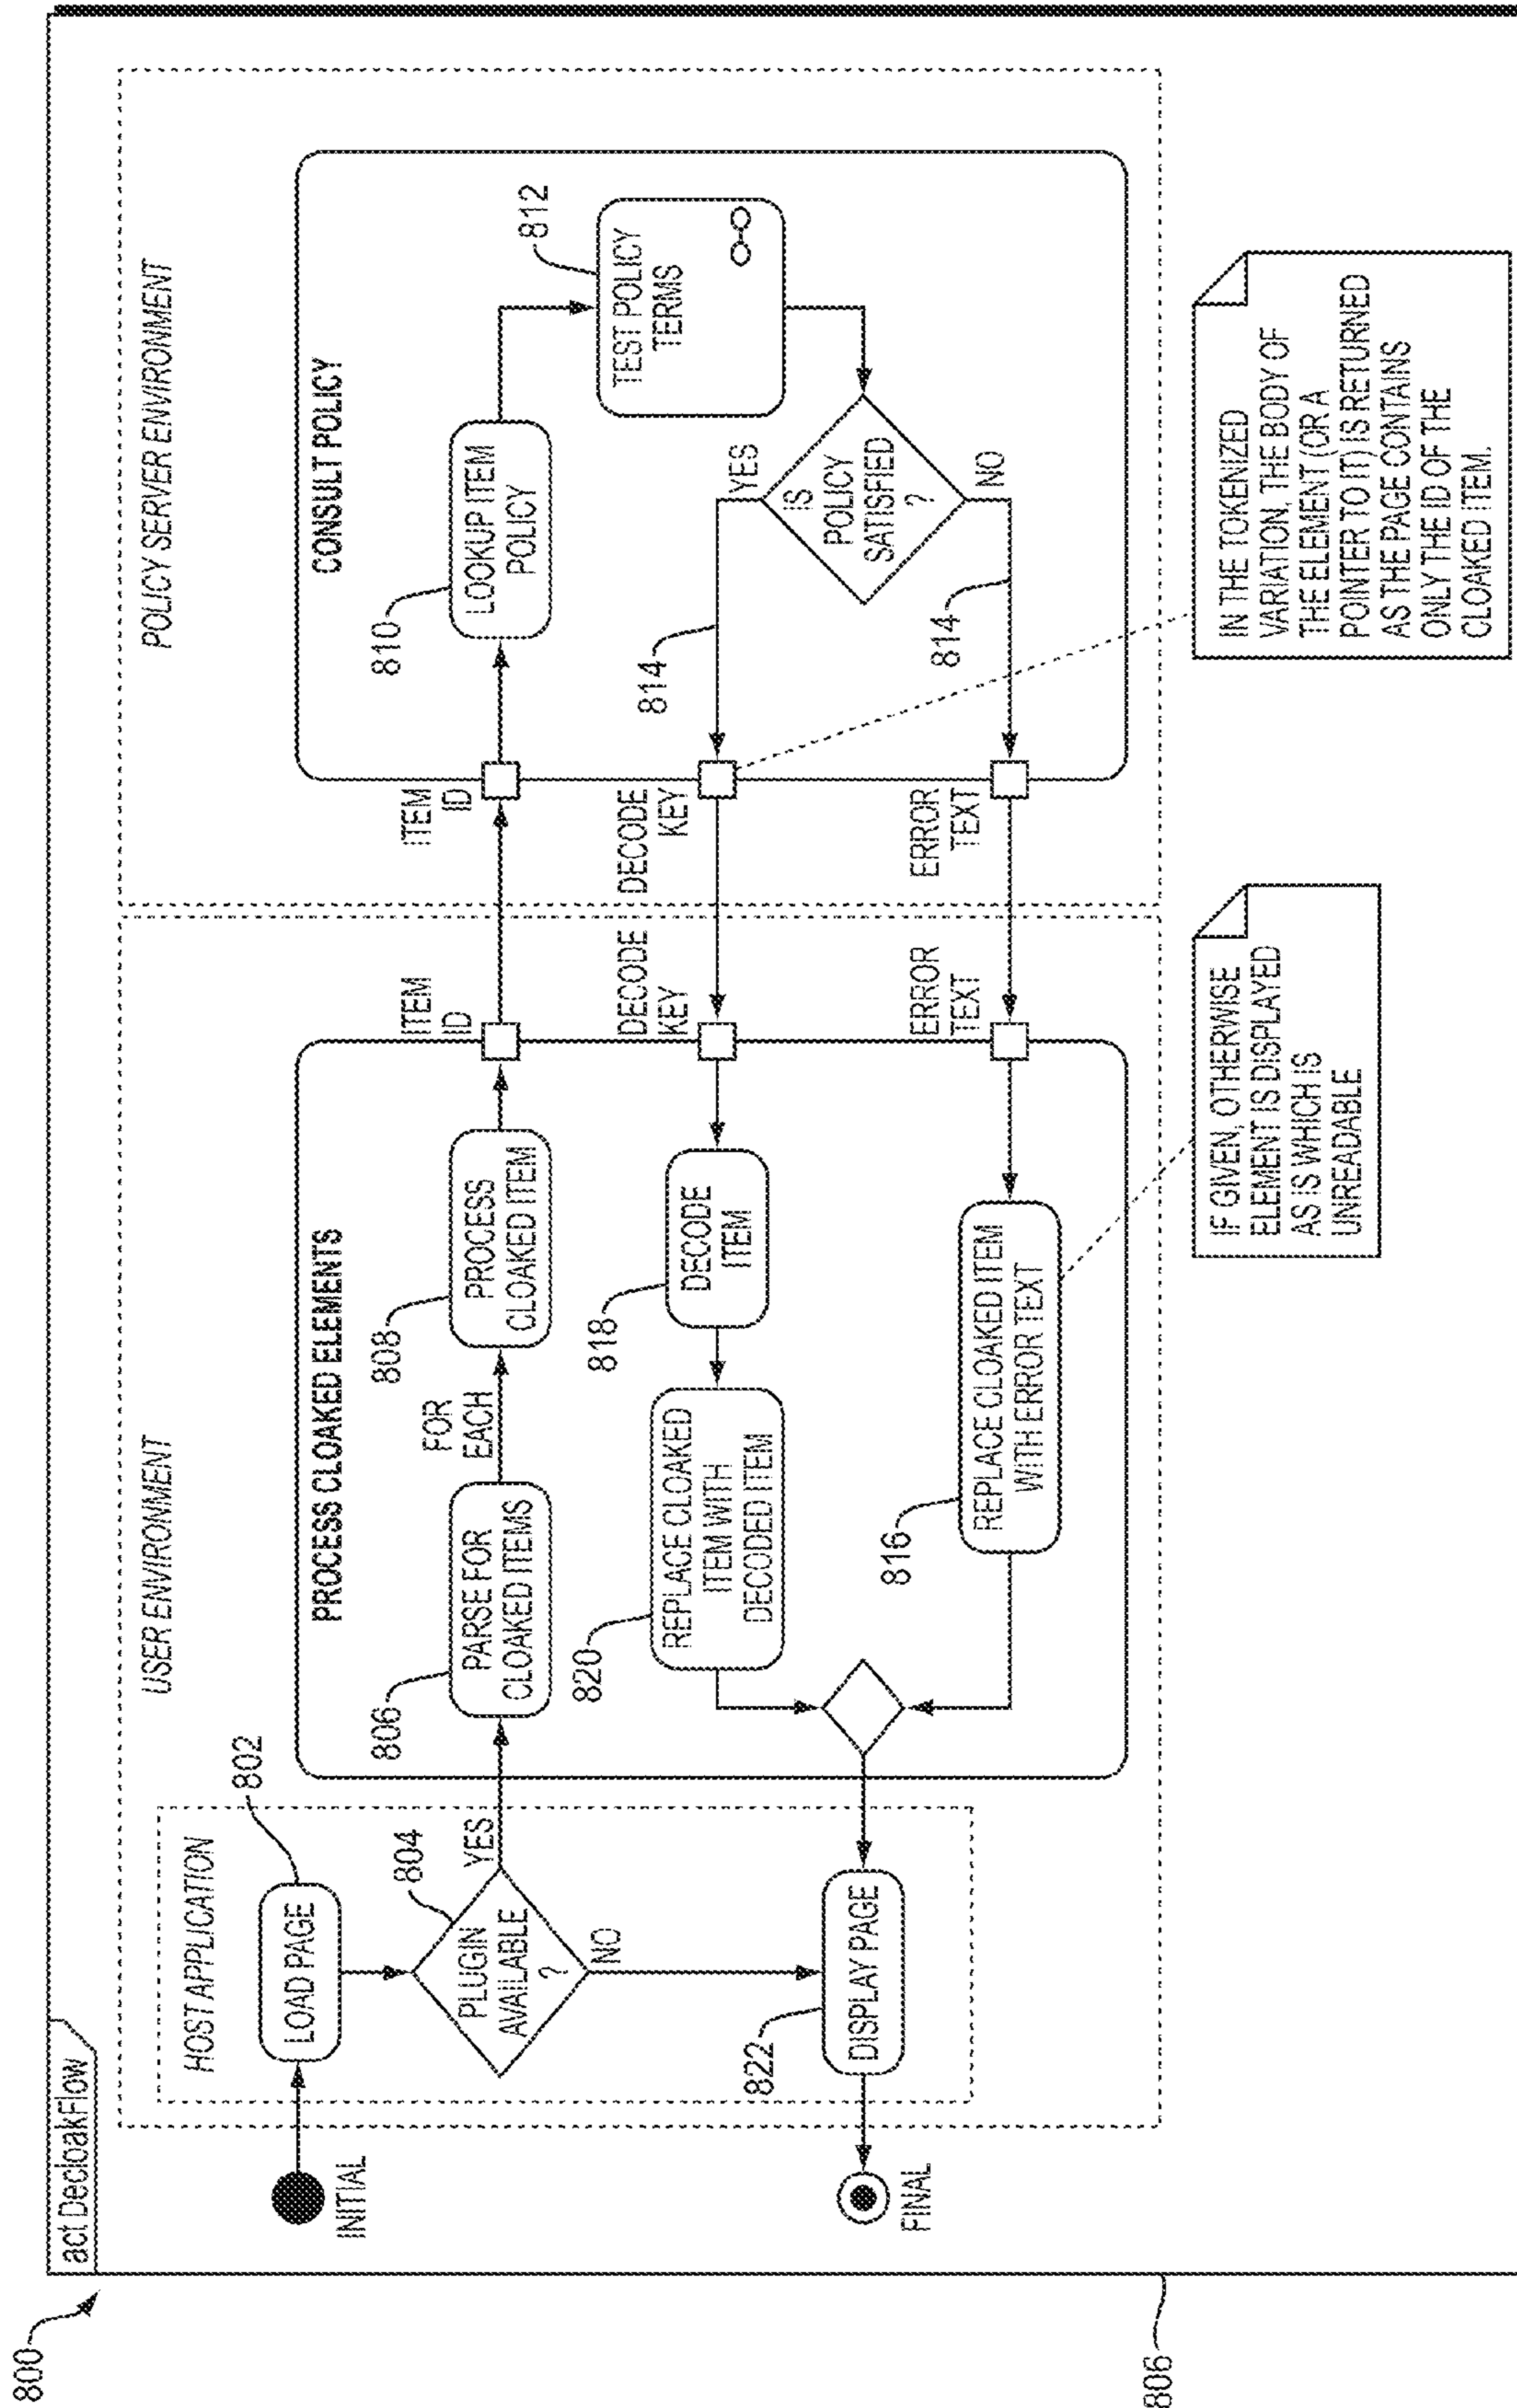 800
act DecloakFlow
USER ENVIRONMENT
POLICY SERVER ENVIRONMENT
HOST APPLICATION
INITIAL
LOAD PAGE
802
PLUGIN
AVAILABLE
?
804
YES
NO
DISPLAY PAGE
822
FINAL
PROCESS CLOAKED ELEMENTS
PARSE FOR
CLOAKED ITEMS
806
FOR
EACH
PROCESS
CLOAKED ITEM
808
ITEM
ID
DECODE
KEY
ERROR
TEXT
DECODE
ITEM
818
REPLACE CLOAKED
ITEM WITH
DECODED ITEM
820
REPLACE CLOAKED ITEM
WITH ERROR TEXT
816
ITEM
ID
DECODE
KEY
ERROR
TEXT
CONSULT POLICY
LOOKUP ITEM
POLICY
810
TEST POLICY
TERMS
812
IS
POLICY
SATISFIED
?
YES
NO
814
814
IF GIVEN, OTHERWISE
ELEMENT IS DISPLAYED
AS IS WHICH IS
UNREADABLE
IN THE TOKENIZED
VARIATION, THE BODY OF
THE ELEMENT (OR A
POINTER TO IT) IS RETURNED
AS THE PAGE CONTAINS
ONLY THE ID OF THE
CLOAKED ITEM.
806